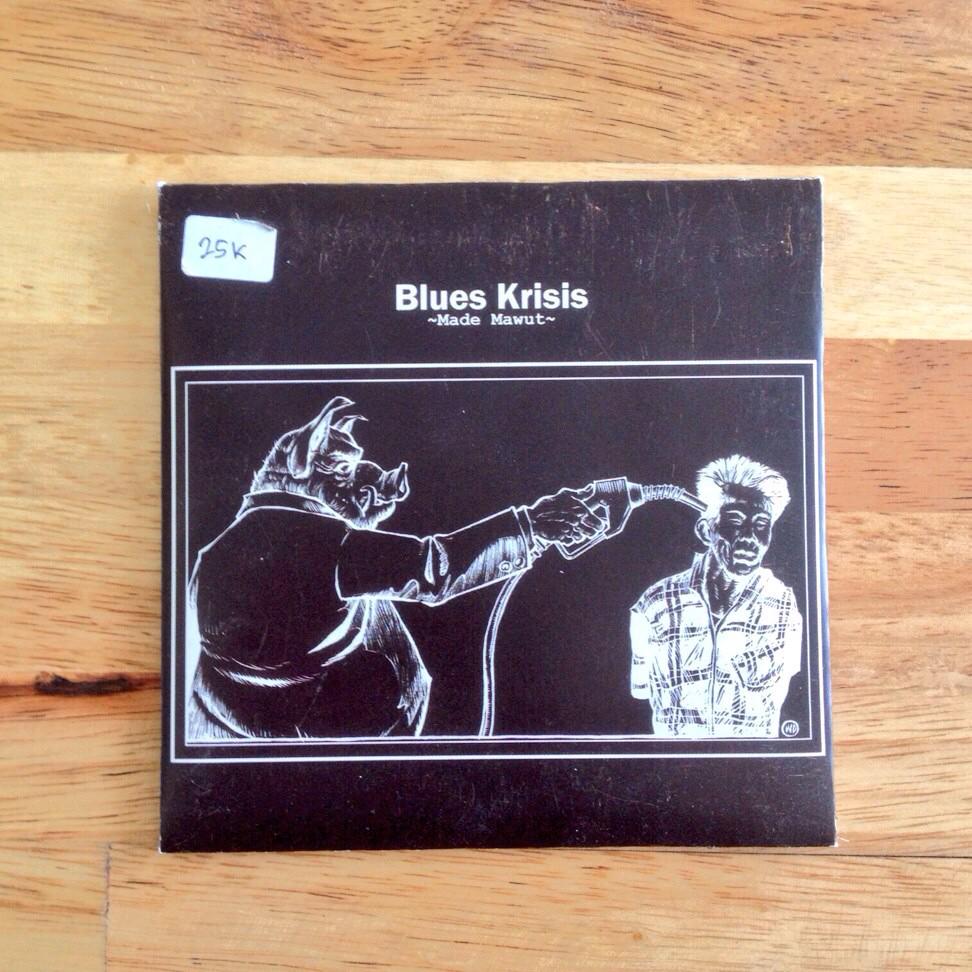 25K
Blues Krisis
~Made Mawut~